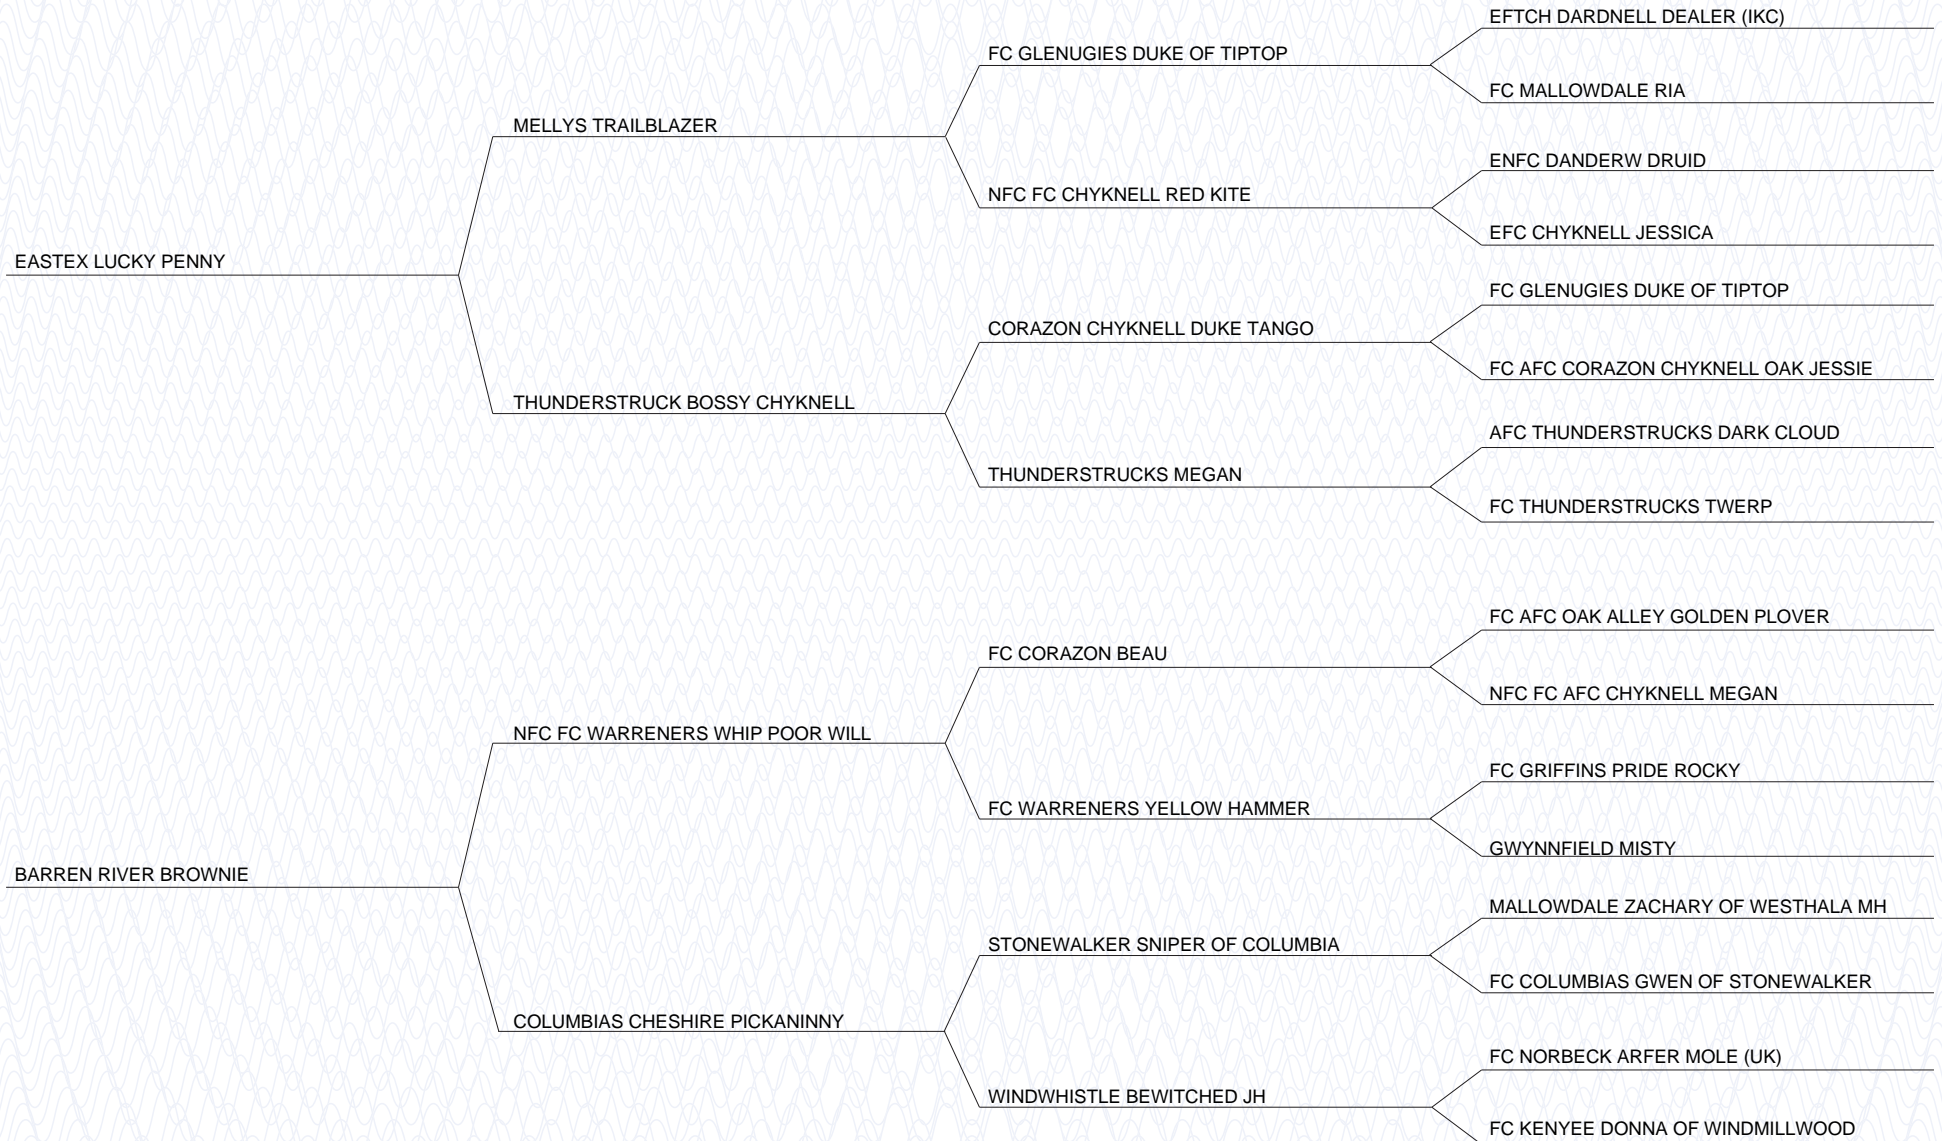 EFTCH DARDNELL DEALER (IKC)
FC GLENUGIES DUKE OF TIPTOP
FC MALLOWDALE RIA
MELLYS TRAILBLAZER
ENFC DANDERW DRUID
NFC FC CHYKNELL RED KITE
EFC CHYKNELL JESSICA
EASTEX LUCKY PENNY
FC GLENUGIES DUKE OF TIPTOP
CORAZON CHYKNELL DUKE TANGO
FC AFC CORAZON CHYKNELL OAK JESSIE
THUNDERSTRUCK BOSSY CHYKNELL
AFC THUNDERSTRUCKS DARK CLOUD
THUNDERSTRUCKS MEGAN
FC THUNDERSTRUCKS TWERP
FC AFC OAK ALLEY GOLDEN PLOVER
FC CORAZON BEAU
NFC FC AFC CHYKNELL MEGAN
NFC FC WARRENERS WHIP POOR WILL
FC GRIFFINS PRIDE ROCKY
FC WARRENERS YELLOW HAMMER
GWYNNFIELD MISTY
BARREN RIVER BROWNIE
MALLOWDALE ZACHARY OF WESTHALA MH
STONEWALKER SNIPER OF COLUMBIA
FC COLUMBIAS GWEN OF STONEWALKER
COLUMBIAS CHESHIRE PICKANINNY
FC NORBECK ARFER MOLE (UK)
WINDWHISTLE BEWITCHED JH
FC KENYEE DONNA OF WINDMILLWOOD